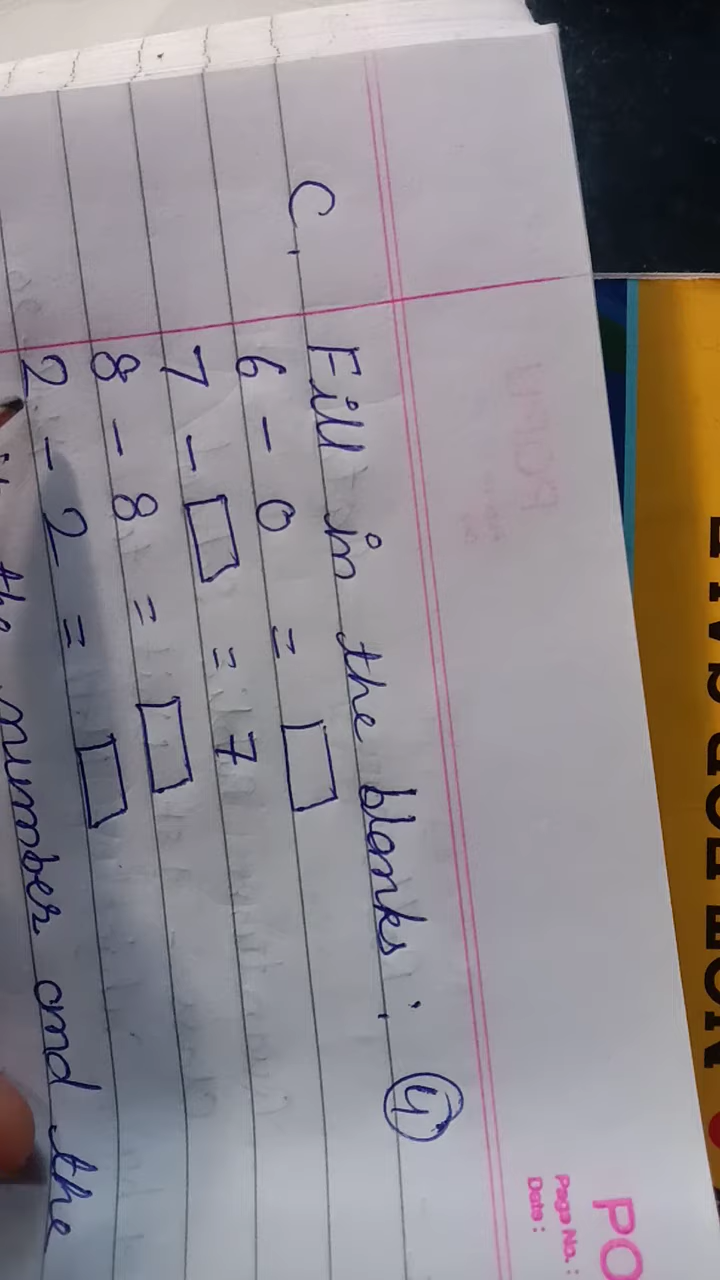 PO
Page No.:
Date:
C. Fill in the blanks: (4)
6 - 0 = □
7 - □ = 7
8 - 8 = □
2 - 2 = □
the number and the